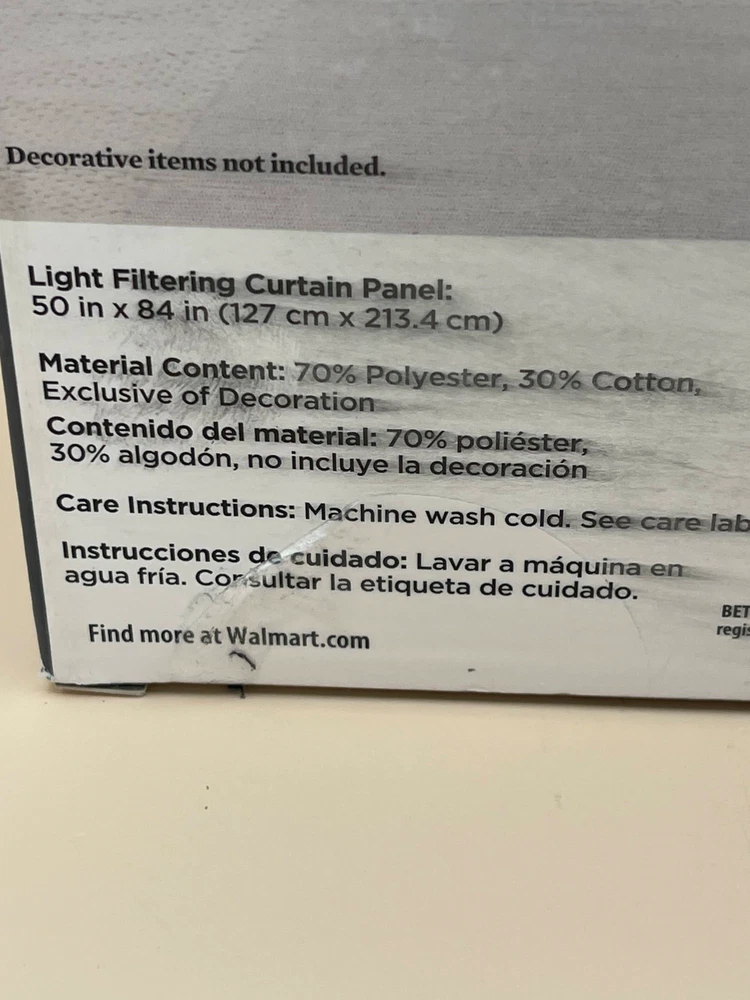 Decorative items not included.
Light Filtering Curtain Panel:
50 in x 84 in (127 cm x 213.4 cm)
Material Content: 70% Polyester, 30% Cotton,
Exclusive of Decoration
Contenido del material: 70% poliéster,
30% algodón, no incluye la decoración
Care Instructions: Machine wash cold. See care lab
Instrucciones de cuidado: Lavar a máquina en
agua fría. Consultar la etiqueta de cuidado.
BET
regis
Find more at Walmart.com